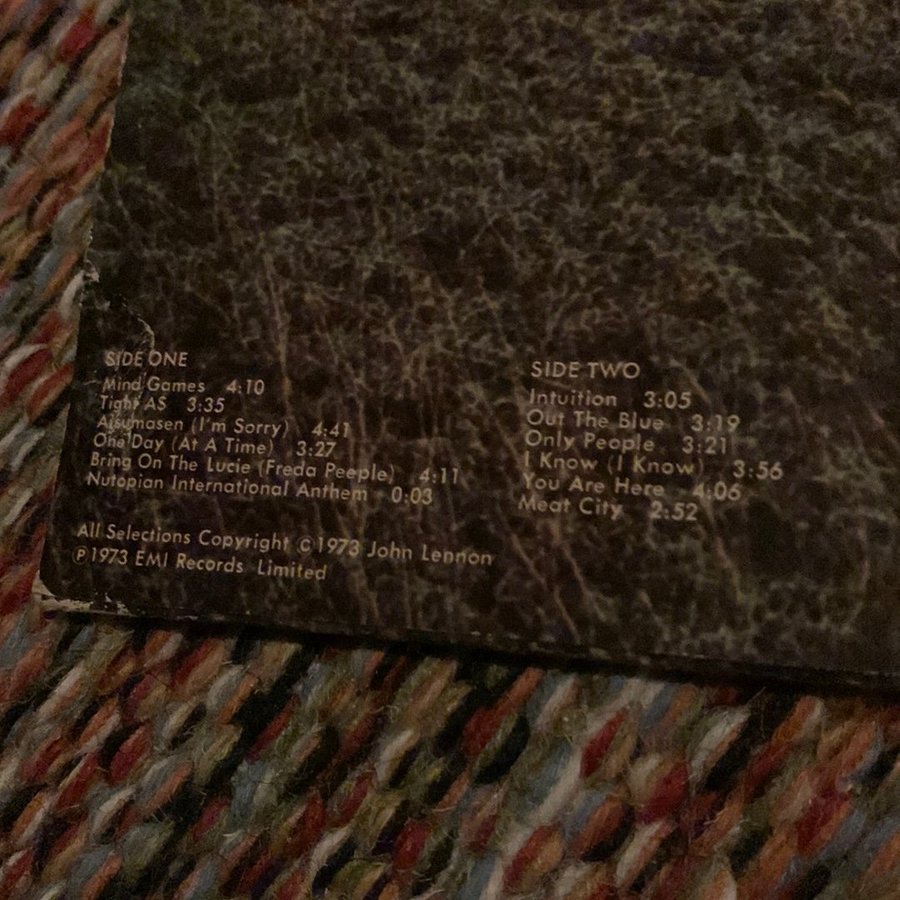 SIDE ONE
Mind Games 4:10
Tight A$ 3:35
Aisumasen (I'm Sorry) 4:41
One Day (At A Time) 3:27
Bring On The Lucie (Freda Peeple) 4:11
Nutopian International Anthem 0:03
All Selections Copyright ©1973 John Lennon
℗1973 EMI Records Limited
SIDE TWO
Intuition 3:05
Out The Blue 3:19
Only People 3:21
I Know (I Know) 3:56
You Are Here 4:06
Meat City 2:52